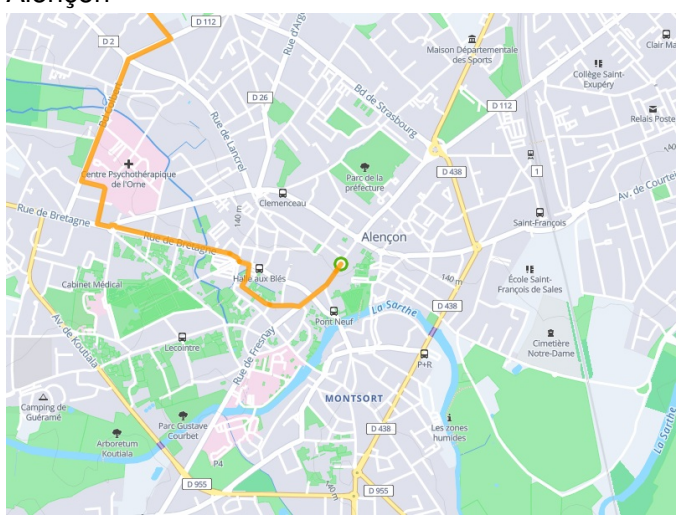 Alençon
D 112
D 2
Rue d'Arg
Maison Départementale
des Sports
Clair Ma
Collège Saint-
Exupéry
D 26
Bd de Strasbourg
D 112
Relais Poste
Rue de Lancrel
Centre Psychothérapique
de l'Orne
Parc de la
préfecture
D 438
1
140
Av. de Courtei
Clemenceau
140 m
Rue de Bretagne
Rue de Bretagne
Alençon
Saint-François
Halle aux Blés
140 m
École Saint-
François de Sales
Cabinet Médical
D 438
La Sarthe
Pont Neuf
Av. de Koutiala
Lecointre
Rue de Fresnay
Cimetière
Notre-Dame
P+R
Camping de
Guéramé
MONTSORT
Parc Gustave
Courbet
Arboretum
Koutiala
D 438
Les zones
humides
La Sarthe
P4
D 955
140 m
D 955